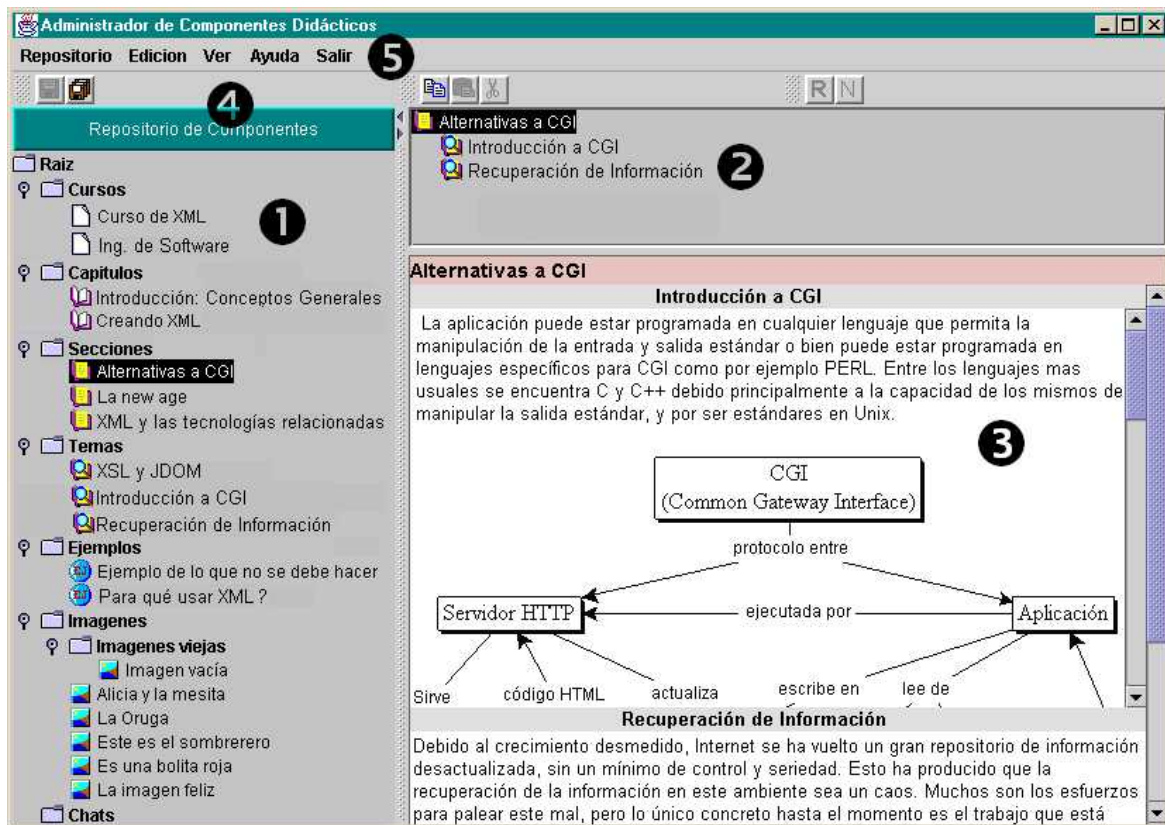 Administrador de Componentes Didácticos
Repositorio Edicion Ver Ayuda Salir
5
4
R N
Repositorio de Componentes
Raiz
Cursos
Curso de XML
Ing. de Software
1
Capitulos
Introducción: Conceptos Generales
Creando XML
Secciones
Alternativas a CGI
La new age
XML y las tecnologías relacionadas
Temas
XSL y JDOM
Introducción a CGI
Recuperación de Información
Ejemplos
Ejemplo de lo que no se debe hacer
Para qué usar XML ?
Imagenes
Imagenes viejas
Imagen vacía
Alicia y la mesita
La Oruga
Este es el sombrerero
Es una bolita roja
La imagen feliz
Chats
Alternativas a CGI
Introducción a CGI
Recuperación de Información
2
Alternativas a CGI
Introducción a CGI
La aplicación puede estar programada en cualquier lenguaje que permita la
manipulación de la entrada y salida estándar o bien puede estar programada en
lenguajes específicos para CGI como por ejemplo PERL. Entre los lenguajes mas
usuales se encuentra C y C++ debido principalmente a la capacidad de los mismos de
manipular la salida estándar, y por ser estándares en Unix.
3
CGI
(Common Gateway Interface)
protocolo entre
Servidor HTTP
ejecutada por
Aplicación
Sirve
código HTML
actualiza
escribe en
lee de
Recuperación de Información
Debido al crecimiento desmedido, Internet se ha vuelto un gran repositorio de información
desactualizada, sin un mínimo de control y seriedad. Esto ha producido que la
recuperación de la información en este ambiente sea un caos. Muchos son los esfuerzos
para palear este mal, pero lo único concreto hasta el momento es el trabajo que está